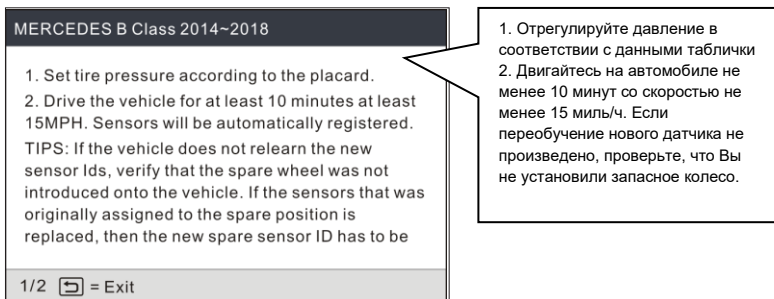 MERCEDES B Class 2014~2018
1. Set tire pressure according to the placard.
2. Drive the vehicle for at least 10 minutes at least
15MPH. Sensors will be automatically registered.
TIPS: If the vehicle does not relearn the new
sensor Ids, verify that the spare wheel was not
introduced onto the vehicle. If the sensors that was
originally assigned to the spare position is
replaced, then the new spare sensor ID has to be
1/2 = Exit
1. Отрегулируйте давление в
соответствии с данными таблички
2. Двигайтесь на автомобиле не
менее 10 минут со скоростью не
менее 15 миль/ч. Если
переобучение нового датчика не
произведено, проверьте, что Вы
не установили запасное колесо.